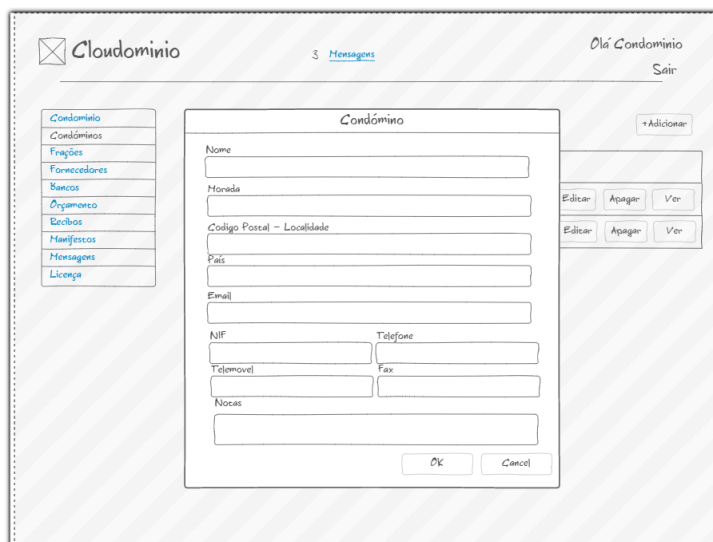 Cloudominio
3 Mensagens
Olá Condominio
Sair
Condominio
Condóminos
Frações
Fornecedores
Bancos
Orçamento
Recibos
Manifestos
Mensagens
Licença
Condómino
Nome
Morada
Codigo Postal - Localidade
País
Email
NIF Telefone
Telemovel Fax
Notas
OK Cancel
+Adicionar
Editar Apagar Ver
Editar Apagar Ver